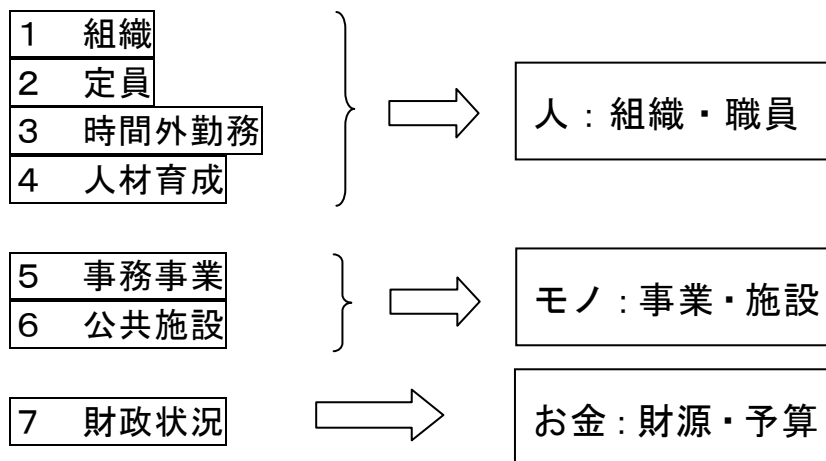 １　組織
２　定員
３　時間外勤務
４　人材育成
人：組織・職員
５　事務事業
６　公共施設
モノ：事業・施設
７　財政状況
お金：財源・予算